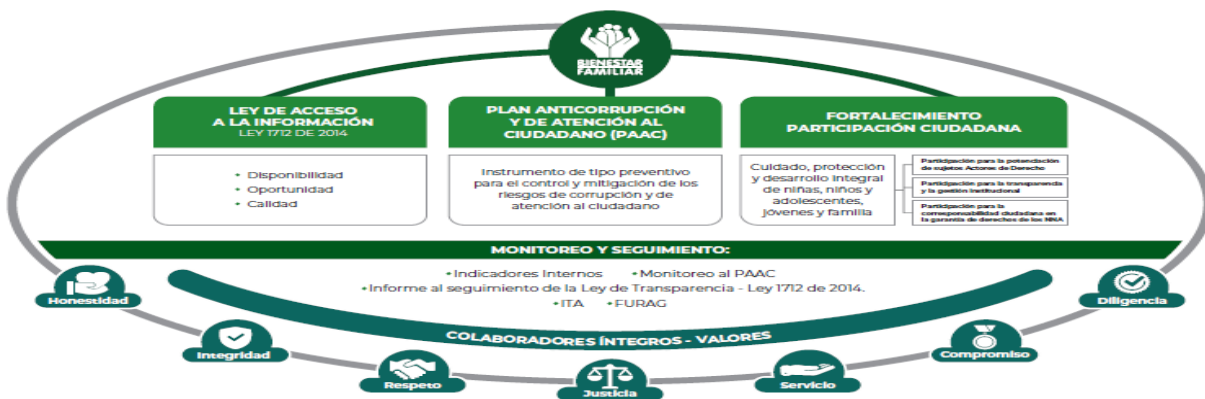 BIENESTAR
FAMILIAR
LEY DE ACCESO
A LA INFORMACIÓN
LEY 1712 DE 2014
• Disponibilidad
• Oportunidad
• Calidad
PLAN ANTICORRUPCIÓN
Y DE ATENCIÓN AL
CIUDADANO (PAAC)
Instrumento de tipo preventivo
para el control y mitigación de los
riesgos de corrupción y de
atención al ciudadano
FORTALECIMIENTO
PARTICIPACIÓN CIUDADANA
Cuidado, protección
y desarrollo integral
de niñas, niños y
adolescentes,
jóvenes y familia
Participación para la potenciación
de sujetos Actores de Derecho
Participación para la transparencia
y la gestión institucional
Participación para la
corresponsabilidad ciudadana en
la garantía de derechos de los NNA
MONITOREO Y SEGUIMIENTO:
• Indicadores Internos • Monitoreo al PAAC
• Informe al seguimiento de la Ley de Transparencia - Ley 1712 de 2014.
• ITA • FURAG
COLABORADORES ÍNTEGROS - VALORES
Honestidad
Integridad
Respeto
Justicia
Servicio
Compromiso
Diligencia